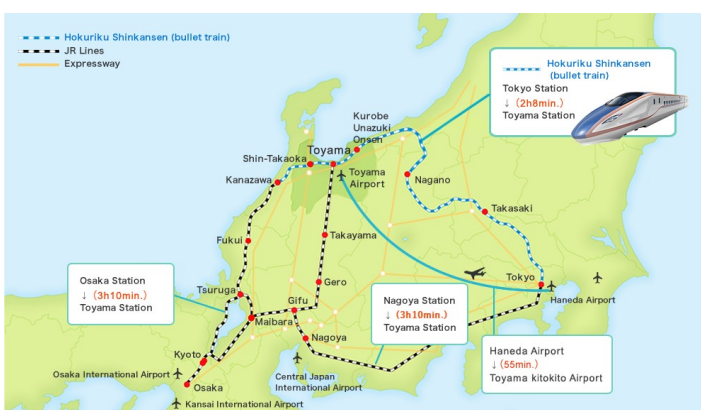 Hokuriku Shinkansen (bullet train)
JR Lines
Expressway
Hokuriku Shinkansen
(bullet train)
Tokyo Station
↓ (2h8min.)
Toyama Station
Kurobe
Unazuki
Onsen
Toyama
Shin-Takaoka
Kanazawa
Toyama
Airport
Nagano
Takasaki
Fukui
Takayama
Tokyo
Haneda Airport
Osaka Station
↓ (3h10min.)
Toyama Station
Tsuruga
Gero
Gifu
Maibara
Nagoya
Nagoya Station
↓ (3h10min.)
Toyama Station
Haneda Airport
↓ (55min.)
Toyama kitokito Airport
Kyoto
Osaka International Airport
Osaka
Central Japan
International Airport
Kansai International Airport